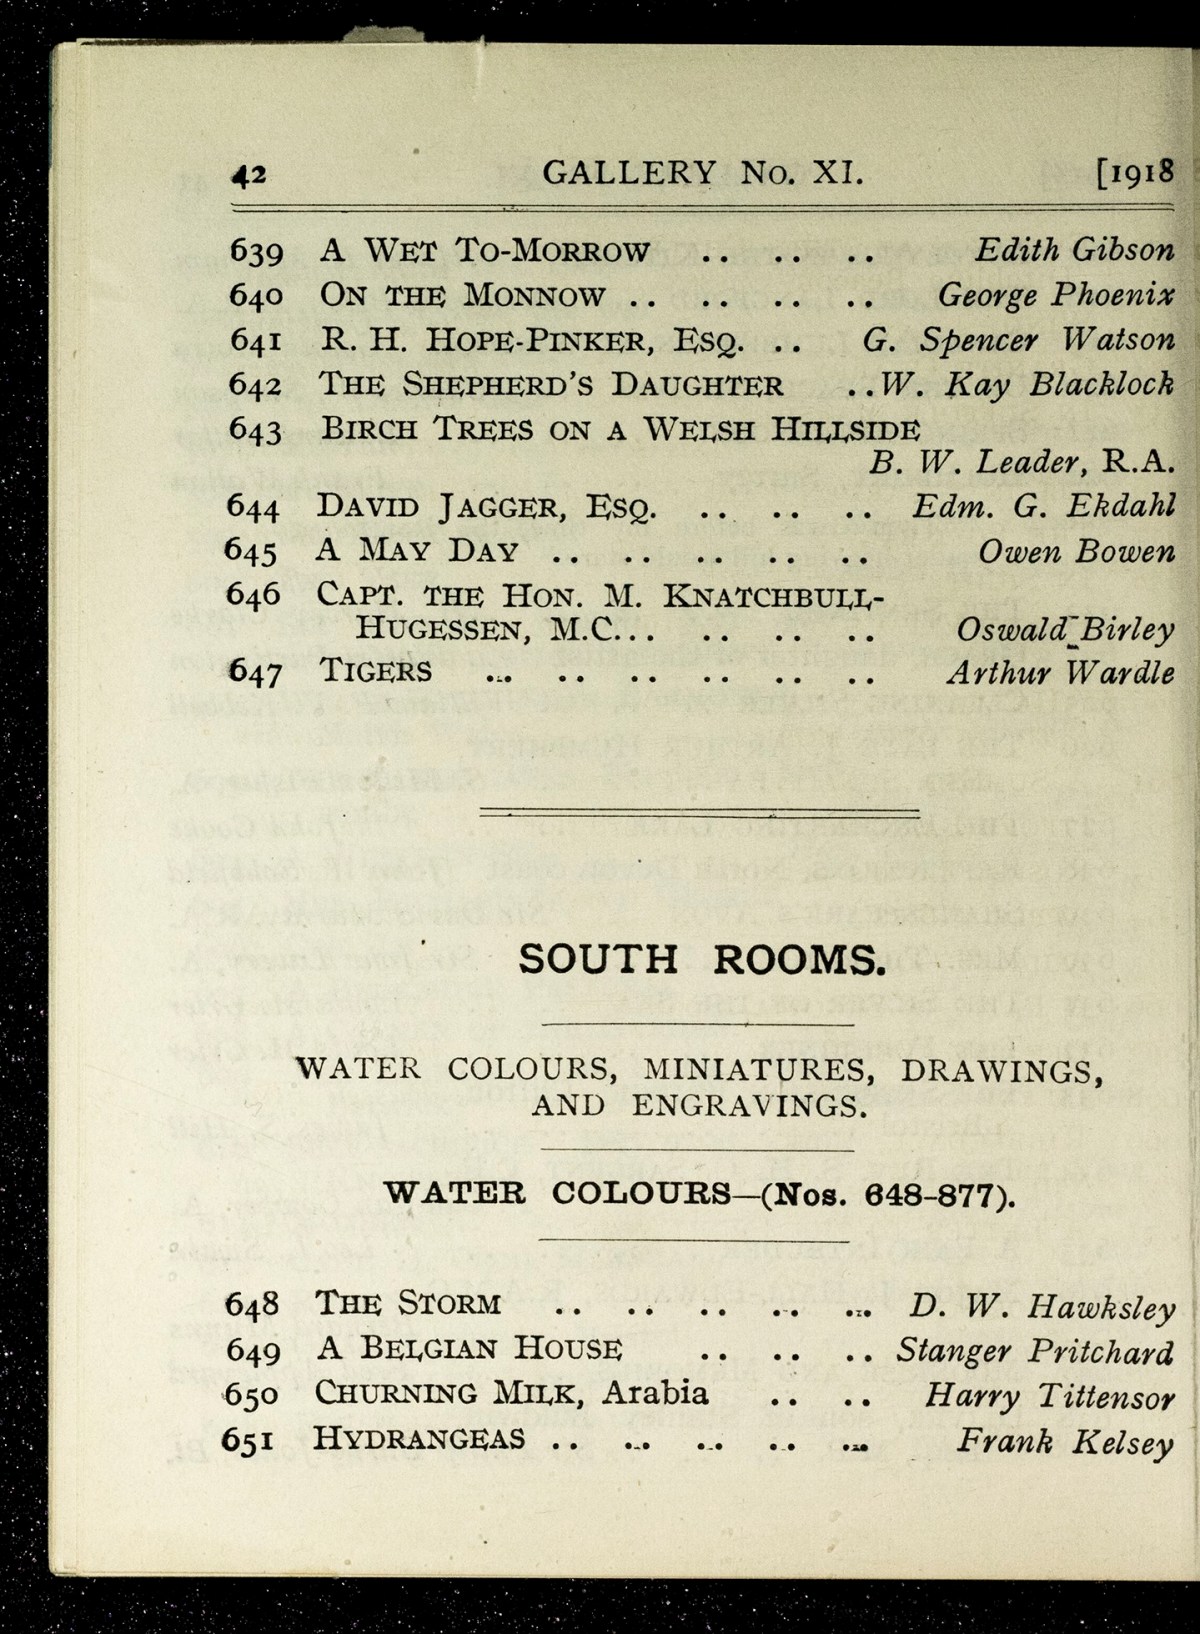 42 GALLERY No. XI. [1918
639 A Wet To-Morrow .. .. .. Edith Gibson
640 On the Monnow .. .. .. .. George Phoenix
641 R. H. Hope-Pinker, Esq. .. G. Spencer Watson
642 The Shepherd's Daughter .. W. Kay Blacklock
643 Birch Trees on a Welsh Hillside
B. W. Leader, R.A.
644 David Jagger, Esq. .. .. .. Edm. G. Ekdahl
645 A May Day .. .. .. .. .. Owen Bowen
646 Capt. the Hon. M. Knatchbull-
Hugessen, M.C... .. .. .. Oswald Birley
647 Tigers .. .. .. .. .. .. Arthur Wardle
SOUTH ROOMS.
WATER COLOURS, MINIATURES, DRAWINGS,
AND ENGRAVINGS.
WATER COLOURS—(Nos. 648-877).
648 The Storm .. .. .. .. .. D. W. Hawksley
649 A Belgian House .. .. .. Stanger Pritchard
650 Churning Milk, Arabia .. .. Harry Tittensor
651 Hydrangeas .. .. .. .. .. Frank Kelsey